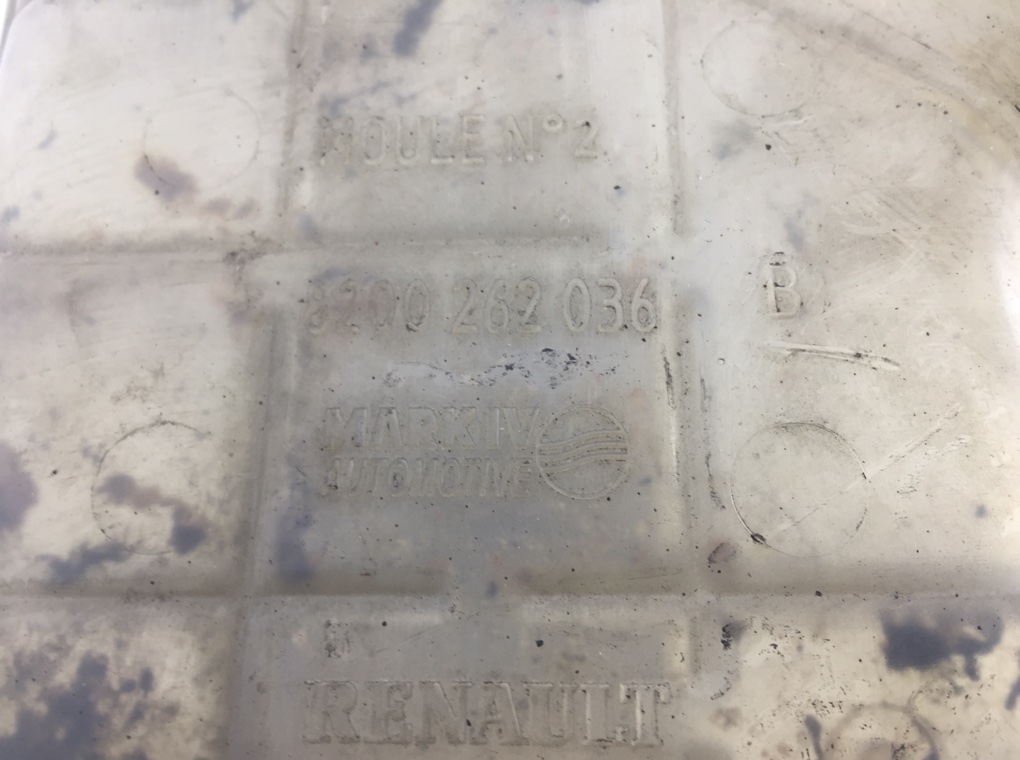 MOULE N° 2
8200 262 036
B
MARK IV
AUTOMOTIVE
RENAULT